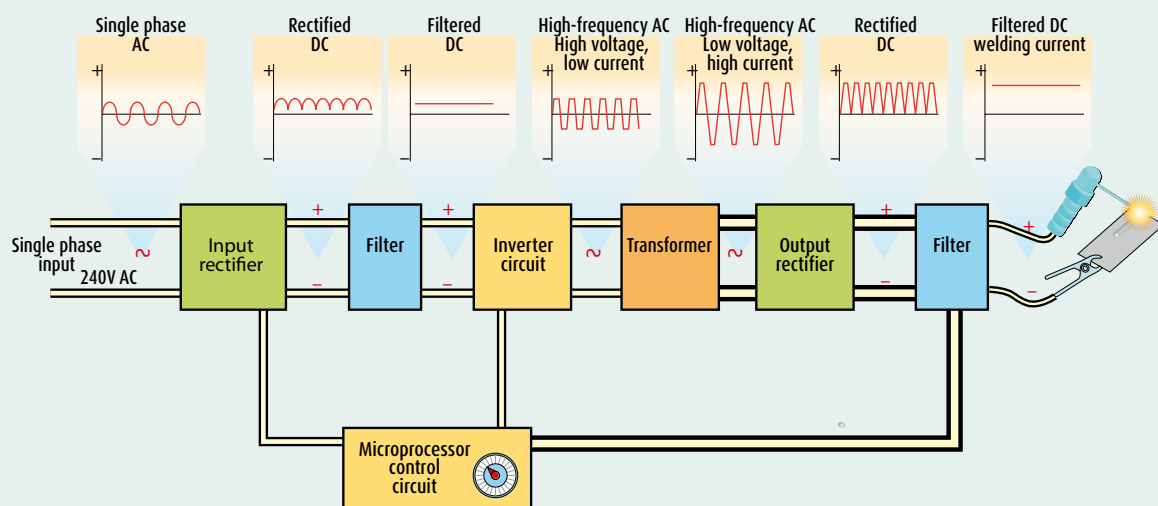 Single phase
AC
Rectified
DC
Filtered
DC
High-frequency AC
High voltage,
low current
High-frequency AC
Low voltage,
high current
Rectified
DC
Filtered DC
welding current
+
−
+
−
+
−
+
−
+
−
+
−
+
−
Single phase
input
240V AC
~
Input
rectifier
+
−
Filter
+
−
Inverter
circuit
~
Transformer
~
Output
rectifier
+
−
Filter
+
−
Microprocessor
control
circuit